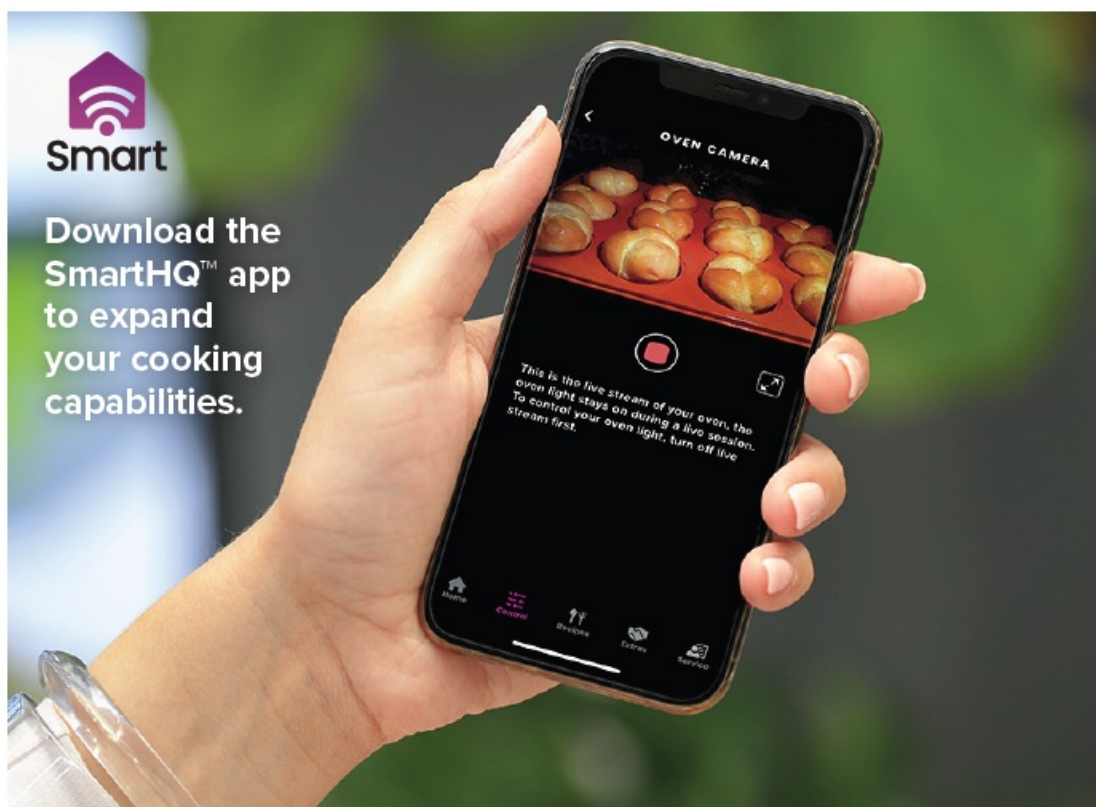 Smart
Download the
SmartHQ™ app
to expand
your cooking
capabilities.
OVEN CAMERA
This is the live stream of your oven, the
oven light stays on during a live session.
To control your oven light, turn off live
stream first.
Home
Control
Recipes
Extras
Service